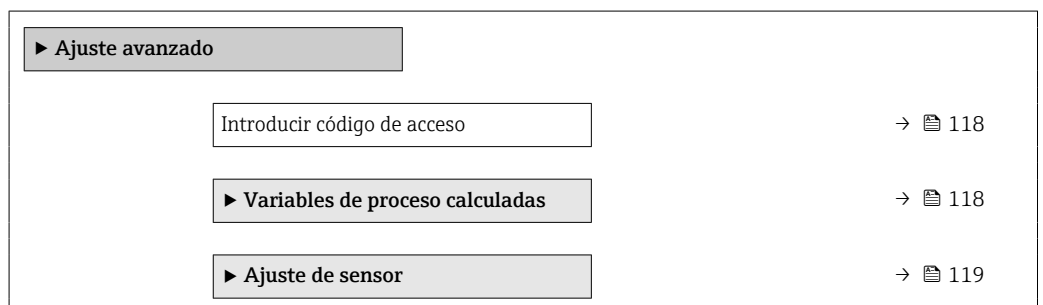 ▶ Ajuste avanzado
Introducir código de acceso → 118
▶ Variables de proceso calculadas → 118
▶ Ajuste de sensor → 119